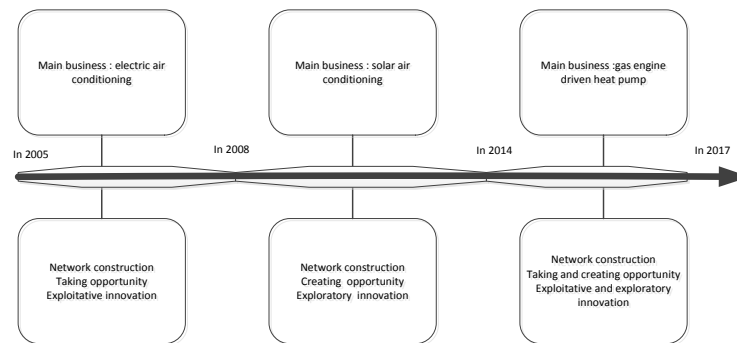 Main business : electric air
conditioning
Main business : solar air
conditioning
Main business :gas engine
driven heat pump
In 2005
In 2008
In 2014
In 2017
Network construction
Taking opportunity
Exploitative innovation
Network construction
Creating opportunity
Exploratory innovation
Network construction
Taking and creating opportunity
Exploitative and exploratory
innovation